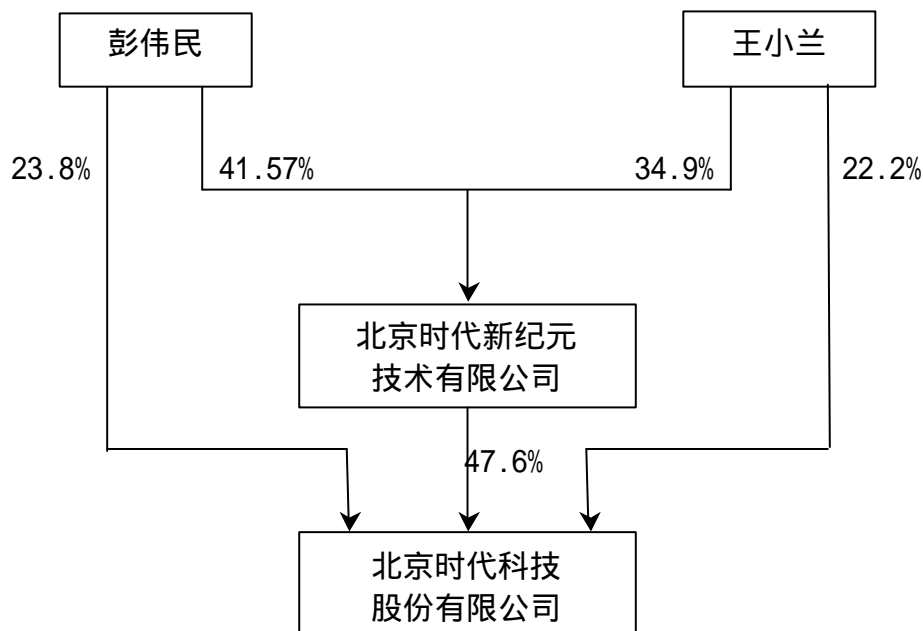 彭伟民
王小兰
23.8%
41.57%
34.9%
22.2%
北京时代新纪元
技术有限公司
47.6%
北京时代科技
股份有限公司